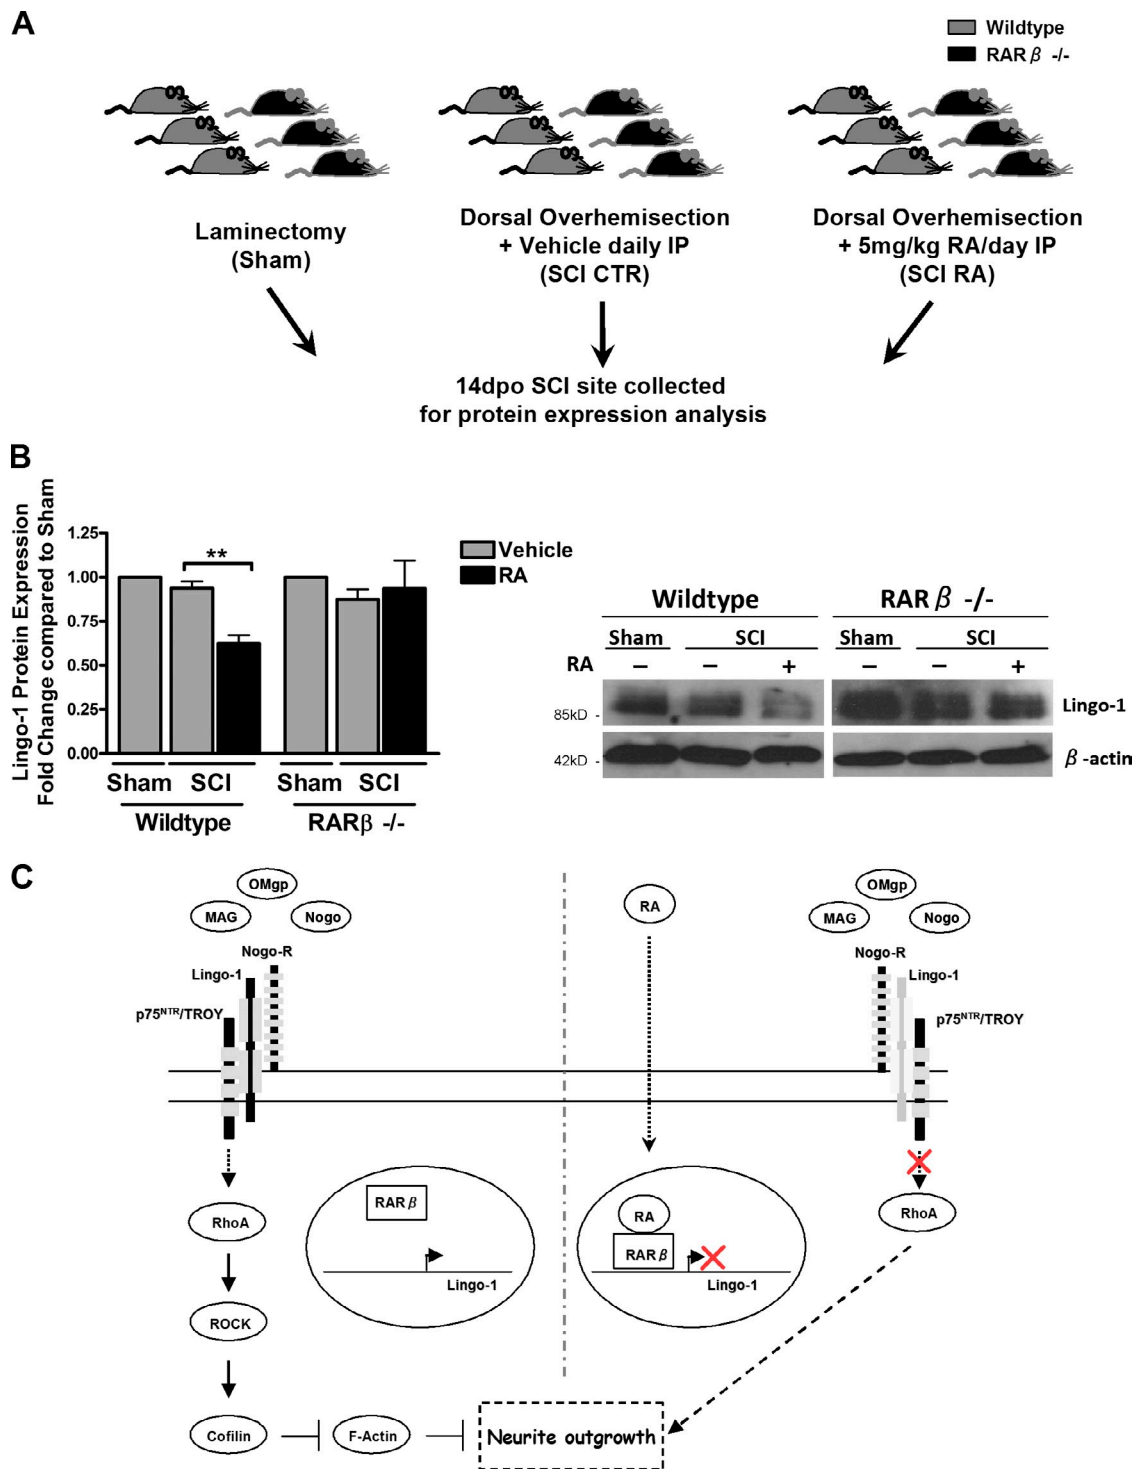 A
Wildtype
RAR β -/-
Laminectomy
(Sham)
Dorsal Overhemisection
+ Vehicle daily IP
(SCI CTR)
Dorsal Overhemisection
+ 5mg/kg RA/day IP
(SCI RA)
14dpo SCI site collected
for protein expression analysis
B
Lingo-1 Protein Expression
Fold Change compared to Sham
1.25
1.00
0.75
0.50
0.25
0.00
**
Vehicle
RA
Sham SCI Sham SCI
Wildtype RARβ -/-
Wildtype RAR β -/-
Sham SCI Sham SCI
RA − − + − − +
85kD - Lingo-1
42kD - β -actin
C
OMgp
MAG Nogo
Nogo-R
Lingo-1
p75NTR/TROY
RhoA
ROCK
Cofilin
F-Actin
RAR β
Lingo-1
RA
RA
RAR β
Lingo-1
OMgp
MAG Nogo
Nogo-R
Lingo-1
p75NTR/TROY
RhoA
Neurite outgrowth